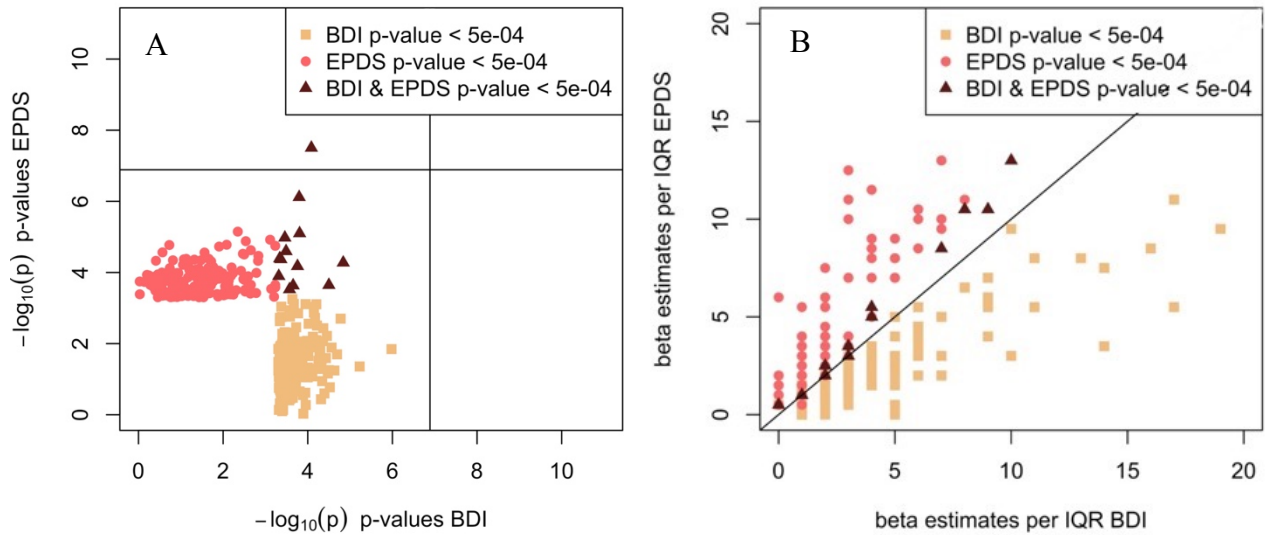 A
BDI p-value < 5e-04
EPDS p-value < 5e-04
BDI & EPDS p-value < 5e-04
10
8
6
4
2
0
−log10(p) p-values EPDS
0 2 4 6 8 10
−log10(p) p-values BDI
B
BDI p-value < 5e-04
EPDS p-value < 5e-04
BDI & EPDS p-value < 5e-04
20
15
10
5
0
beta estimates per IQR EPDS
0 5 10 15 20
beta estimates per IQR BDI